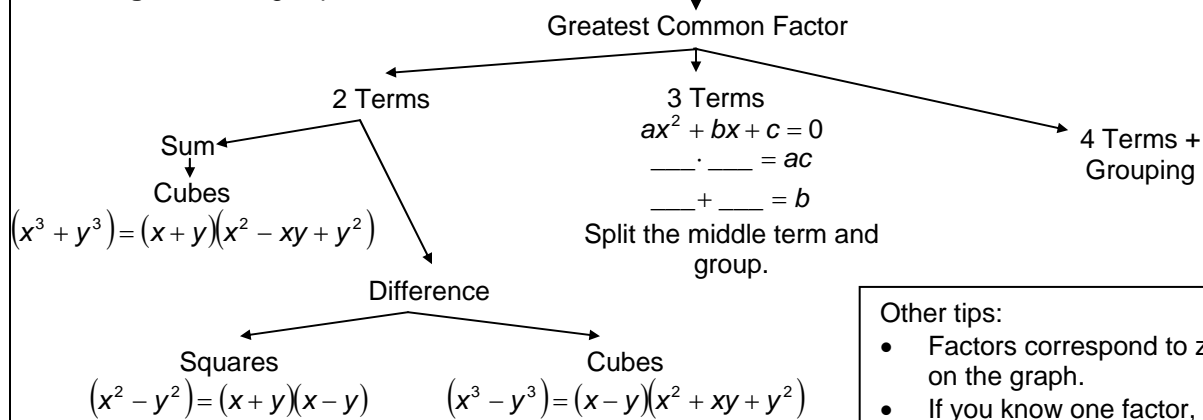 Greatest Common Factor
2 Terms
3 Terms
ax² + bx + c = 0
___ · ___ = ac
___ + ___ = b
Split the middle term and
group.
4 Terms +
Grouping
Sum
Cubes
(x³ + y³) = (x + y)(x² − xy + y²)
Difference
Squares
(x² − y²) = (x + y)(x − y)
Cubes
(x³ − y³) = (x − y)(x² + xy + y²)
Other tips:
• Factors correspond to z
on the graph.
• If you know one factor,